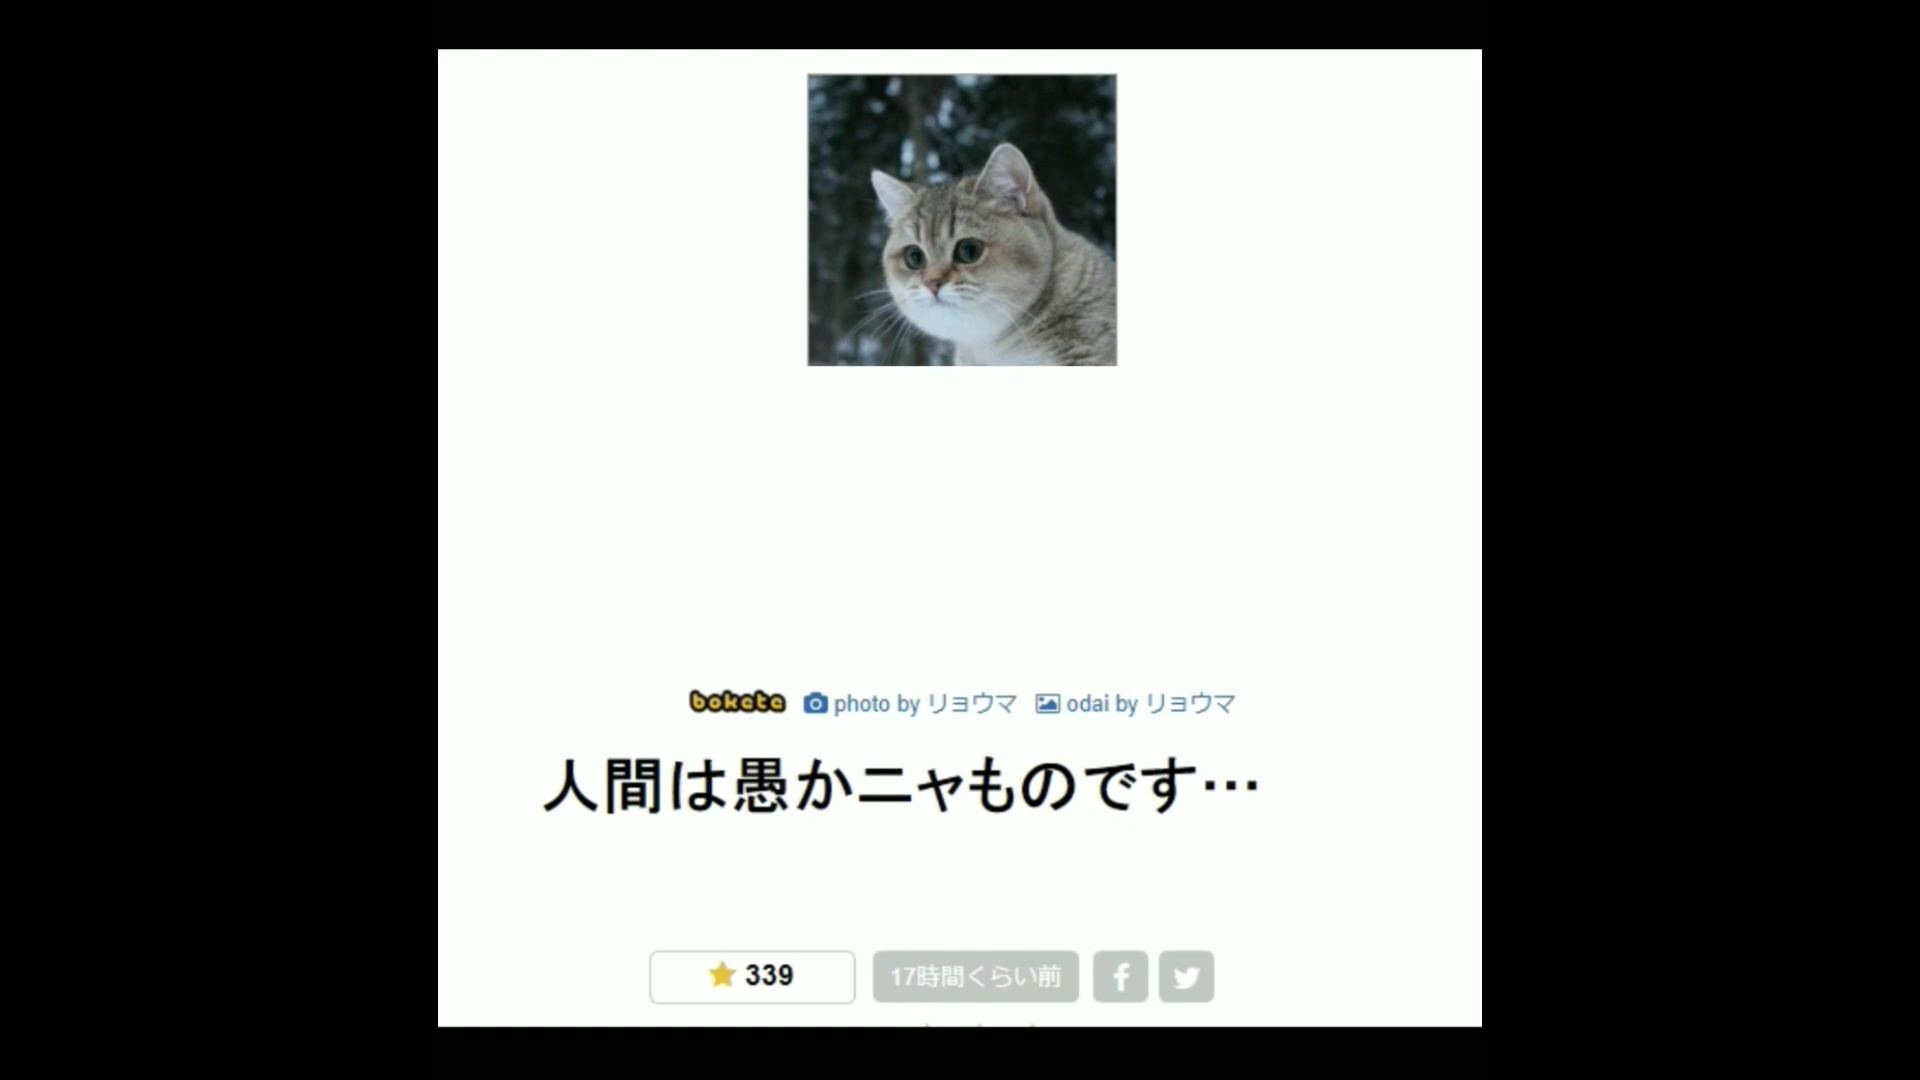 bokete photo by リョウマ odai by リョウマ
人間は愚かニャものです…
339 17時間くらい前